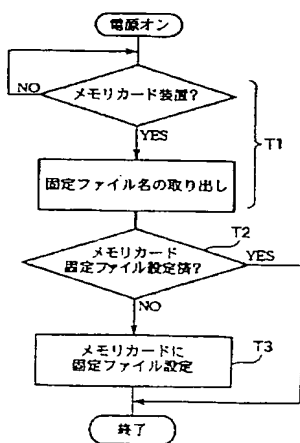 電源オン
メモリカード装置?
NO
YES
T1
固定ファイル名の取り出し
T2
メモリカード
固定ファイル設定済?
YES
NO
T3
メモリカードに
固定ファイル設定
終了